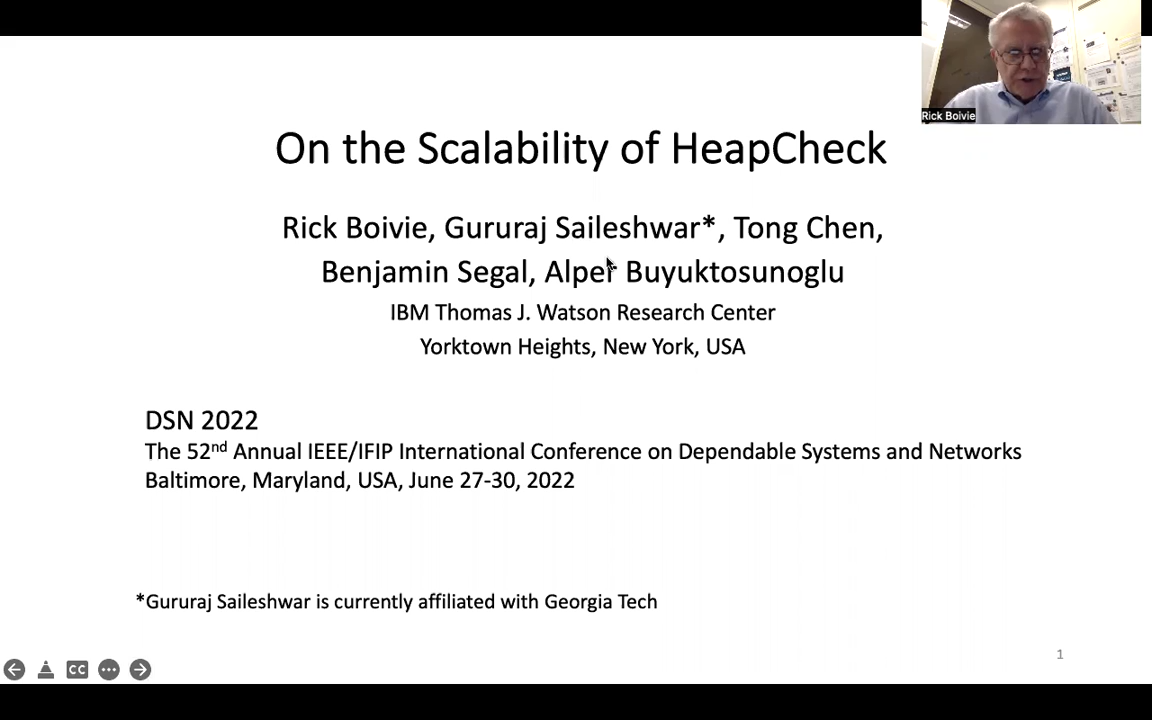 Rick Boivie
On the Scalability of HeapCheck
Rick Boivie, Gururaj Saileshwar*, Tong Chen,
Benjamin Segal, Alper Buyuktosunoglu
IBM Thomas J. Watson Research Center
Yorktown Heights, New York, USA
DSN 2022
The 52nd Annual IEEE/IFIP International Conference on Dependable Systems and Networks
Baltimore, Maryland, USA, June 27-30, 2022
*Gururaj Saileshwar is currently affiliated with Georgia Tech
1
CC